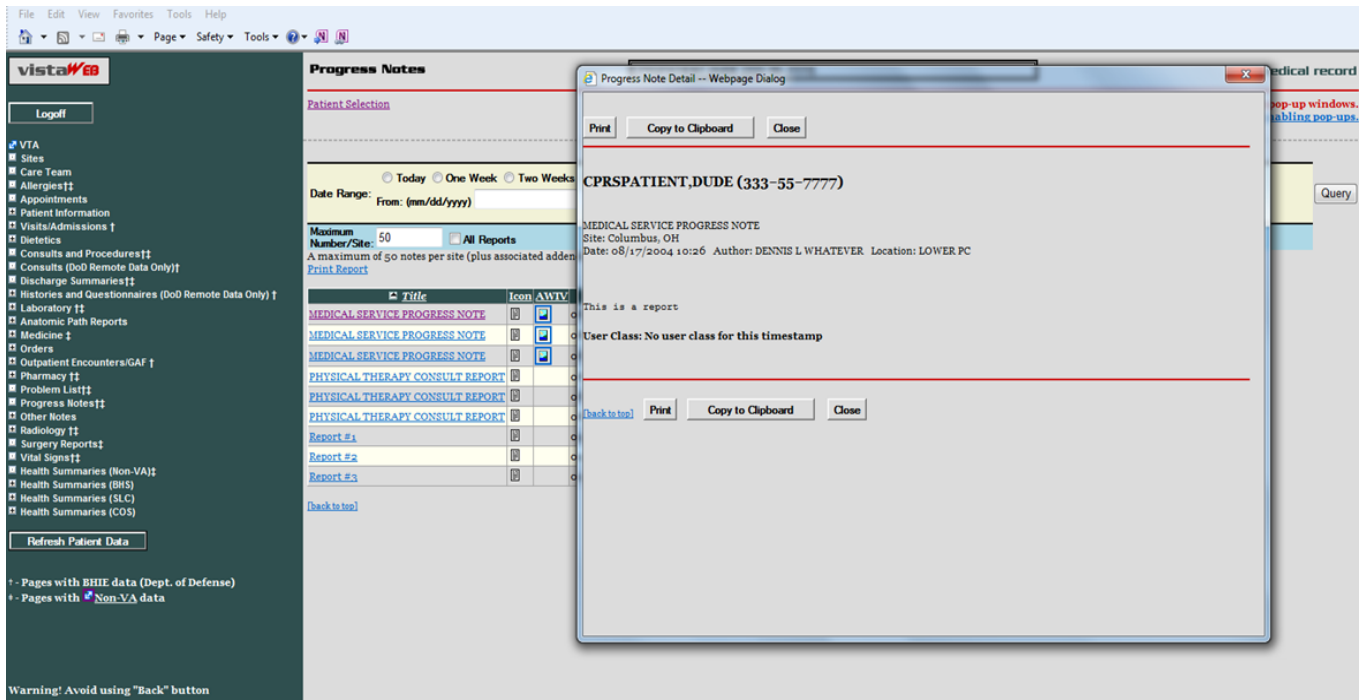 File Edit View Favorites Tools Help
Page Safety Tools
vistaWEB
Logoff
VTA
Sites
Care Team
Allergies†‡
Appointments
Patient Information
Visits/Admissions †
Dietetics
Consults and Procedures†‡
Consults (DoD Remote Data Only)†
Discharge Summaries†‡
Histories and Questionnaires (DoD Remote Data Only) †
Laboratory †‡
Anatomic Path Reports
Medicine ‡
Orders
Outpatient Encounters/GAF †
Pharmacy †‡
Problem List†‡
Progress Notes†‡
Other Notes
Radiology †‡
Surgery Reports‡
Vital Signs†‡
Health Summaries (Non-VA)‡
Health Summaries (BHS)
Health Summaries (SLC)
Health Summaries (COS)
Refresh Patient Data
† - Pages with BHIE data (Dept. of Defense)
‡ - Pages with Non-VA data
Warning! Avoid using "Back" button
Progress Notes
edical record
Patient Selection
pop-up windows.
abling pop-ups.
Date Range: Today One Week Two Weeks
From: (mm/dd/yyyy)
Query
Maximum
Number/Site: 50 All Reports
A maximum of 50 notes per site (plus associated adden
Print Report
Title Icon AWIV
MEDICAL SERVICE PROGRESS NOTE
MEDICAL SERVICE PROGRESS NOTE
MEDICAL SERVICE PROGRESS NOTE
PHYSICAL THERAPY CONSULT REPORT
PHYSICAL THERAPY CONSULT REPORT
PHYSICAL THERAPY CONSULT REPORT
Report #1
Report #2
Report #3
[back to top]
Progress Note Detail -- Webpage Dialog
Print Copy to Clipboard Close
CPRSPATIENT,DUDE (333-55-7777)
MEDICAL SERVICE PROGRESS NOTE
Site: Columbus, OH
Date: 08/17/2004 10:26 Author: DENNIS L WHATEVER Location: LOWER PC
This is a report
User Class: No user class for this timestamp
[back to top] Print Copy to Clipboard Close